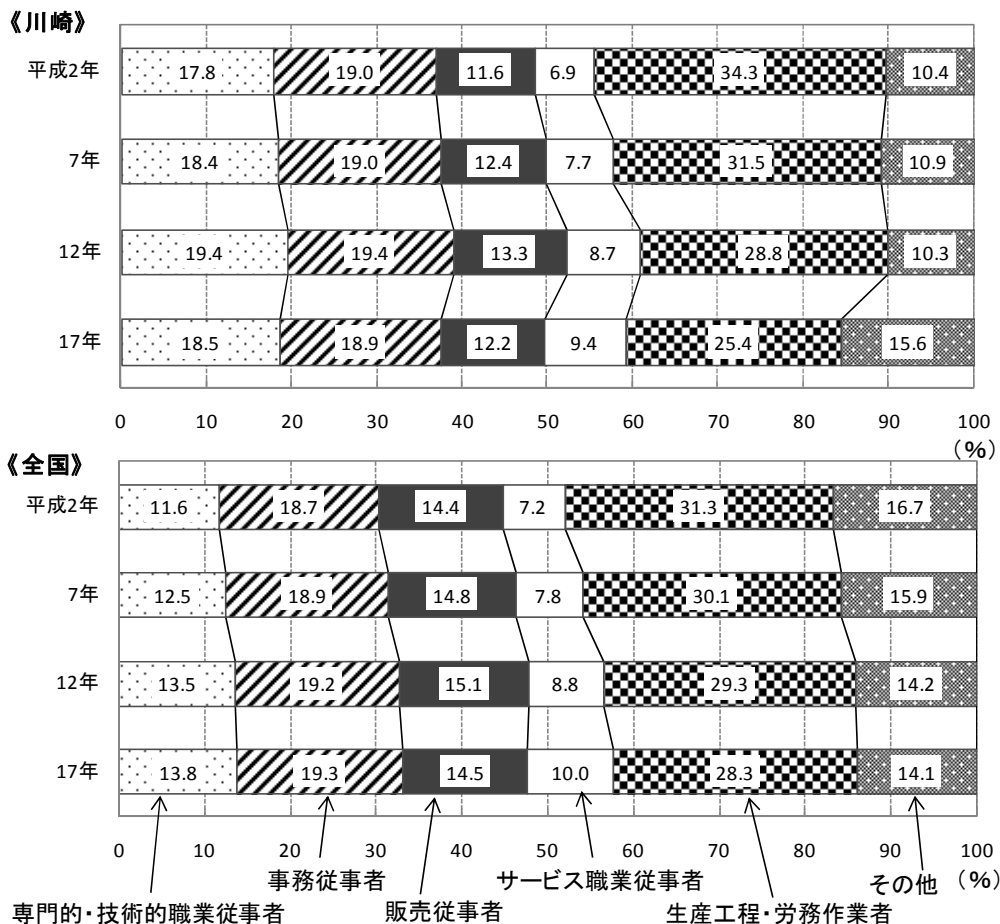 《川崎》
平成2年
17.8 19.0 11.6 6.9 34.3 10.4
7年
18.4 19.0 12.4 7.7 31.5 10.9
12年
19.4 19.4 13.3 8.7 28.8 10.3
17年
18.5 18.9 12.2 9.4 25.4 15.6
0 10 20 30 40 50 60 70 80 90 100
(%)
《全国》
平成2年
11.6 18.7 14.4 7.2 31.3 16.7
7年
12.5 18.9 14.8 7.8 30.1 15.9
12年
13.5 19.2 15.1 8.8 29.3 14.2
17年
13.8 19.3 14.5 10.0 28.3 14.1
0 10 20 30 40 50 60 70 80 90 100
(%)
事務従事者 サービス職業従事者 その他
専門的・技術的職業従事者 販売従事者 生産工程・労務作業者